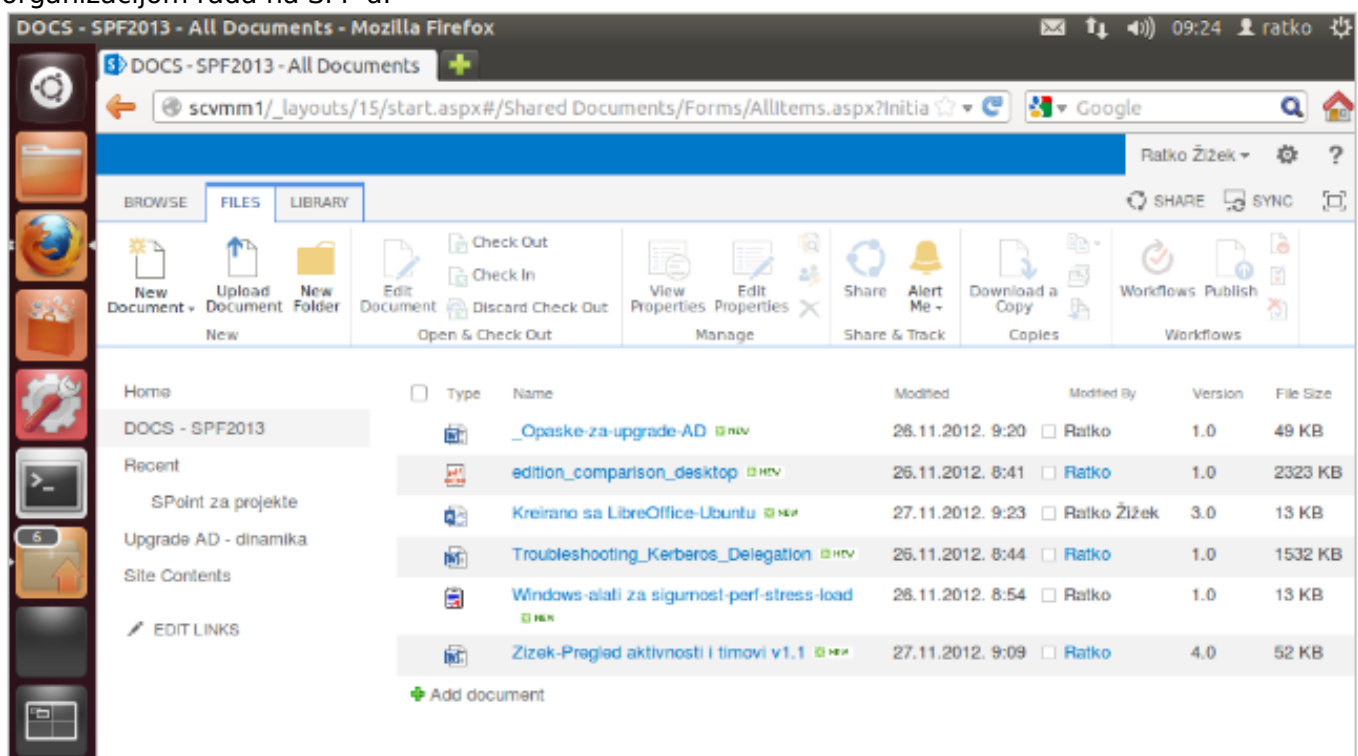 organizacijom rada na SPF-u.
DOCS - SPF2013 - All Documents - Mozilla Firefox 09:24 ratko
DOCS - SPF2013 - All Documents
scvmm1/_layouts/15/start.aspx#/Shared Documents/Forms/AllItems.aspx?Initia Google
Ratko Žižek ?
BROWSE FILES LIBRARY SHARE SYNC
New Document Upload Document New Folder
Edit Document Check Out
Check In
Discard Check Out
View Properties Edit Properties
Share Alert Me
Download a Copy
Workflows Publish
New Open & Check Out Manage Share & Track Copies Workflows
Home
DOCS - SPF2013
Recent
SPoint za projekte
Upgrade AD - dinamika
Site Contents
EDIT LINKS
Type Name Modified Modified By Version File Size
_Opaske-za-upgrade-AD NEW 26.11.2012. 9:20 Ratko 1.0 49 KB
edition_comparison_desktop NEW 26.11.2012. 8:41 Ratko 1.0 2323 KB
Kreirano sa LibreOffice-Ubuntu NEW 27.11.2012. 9:23 Ratko Žižek 3.0 13 KB
Troubleshooting_Kerberos_Delegation NEW 26.11.2012. 8:44 Ratko 1.0 1532 KB
Windows-alati za sigurnost-perf-stress-load 26.11.2012. 8:54 Ratko 1.0 13 KB
NEW
Zizek-Pregled aktivnosti i timovi v1.1 NEW 27.11.2012. 9:09 Ratko 4.0 52 KB
Add document
6